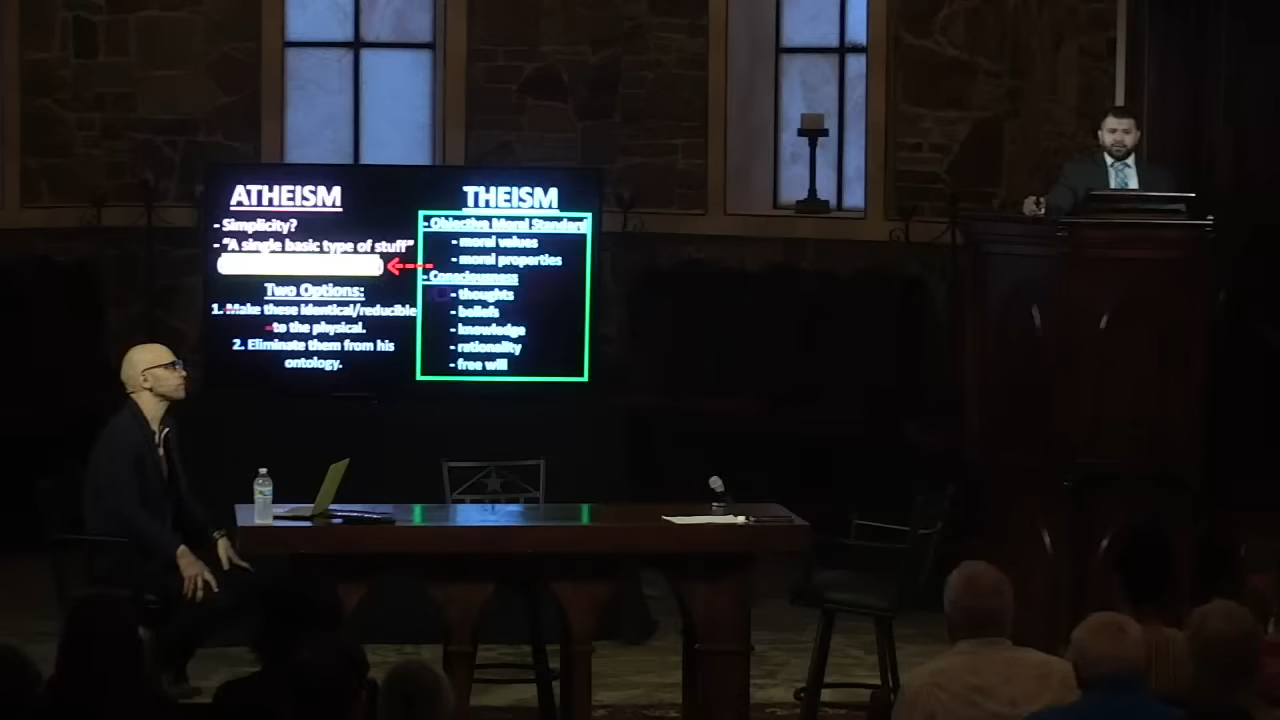 ATHEISM
- Simplicity?
- “A single basic type of stuff”
Two Options:
1. Make these identical/reducible
to the physical.
2. Eliminate them from his
ontology.
THEISM
- Objective Moral Standard
- moral values
- moral properties
- Consciousness
- thoughts
- beliefs
- knowledge
- rationality
- free will